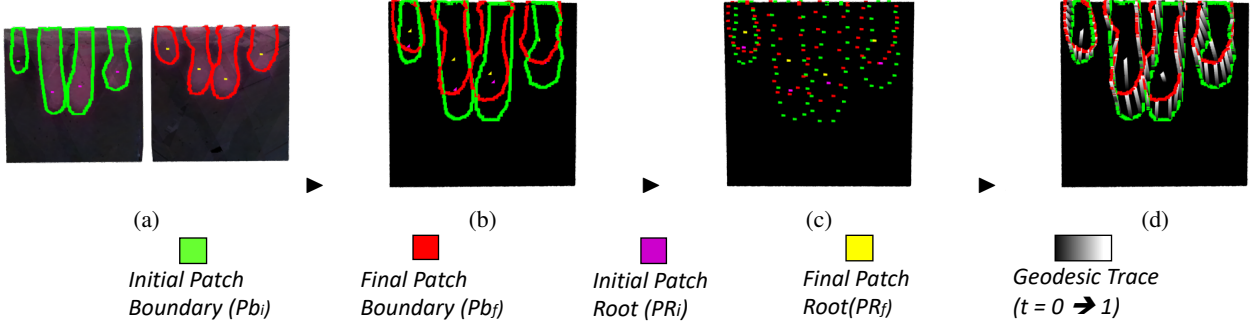 (a)
(b)
(c)
(d)
Initial Patch
Boundary (Pbi)
Final Patch
Boundary (Pbf)
Initial Patch
Root (PRi)
Final Patch
Root(PRf)
Geodesic Trace
(t = 0 ➔ 1)